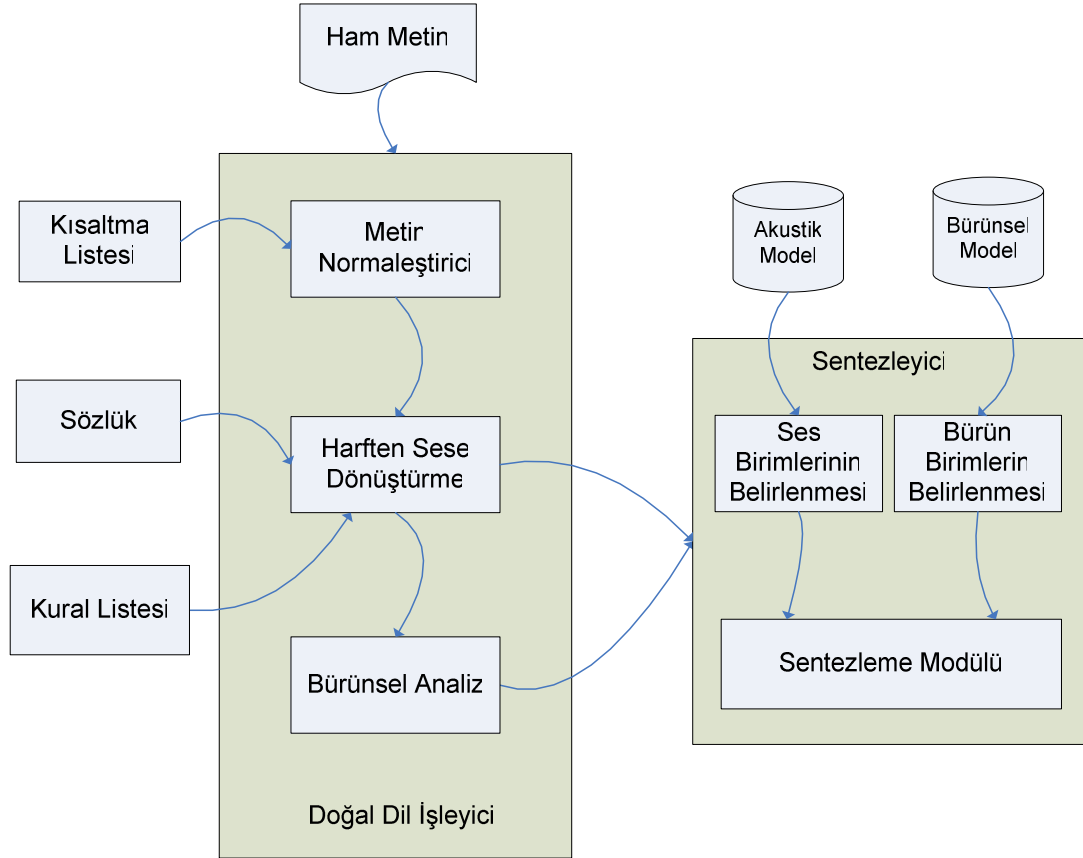 Ham Metin
Kısaltma
Listesi
Metin
Normaleştirici
Sözlük
Harften Sese
Dönüştürme
Kural Listesi
Bürünsel Analiz
Doğal Dil İşleyici
Akustik
Model
Bürünsel
Model
Sentezleyici
Ses
Birimlerinin
Belirlenmesi
Bürün
Birimlerin
Belirlenmesi
Sentezleme Modülü